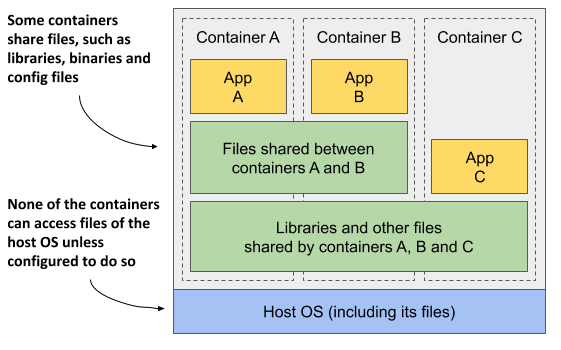 Some containers
share files, such as
libraries, binaries and
config files
None of the containers
can access files of the
host OS unless
configured to do so
Container A
Container B
Container C
App
A
App
B
Files shared between
containers A and B
App
C
Libraries and other files
shared by containers A, B and C
Host OS (including its files)